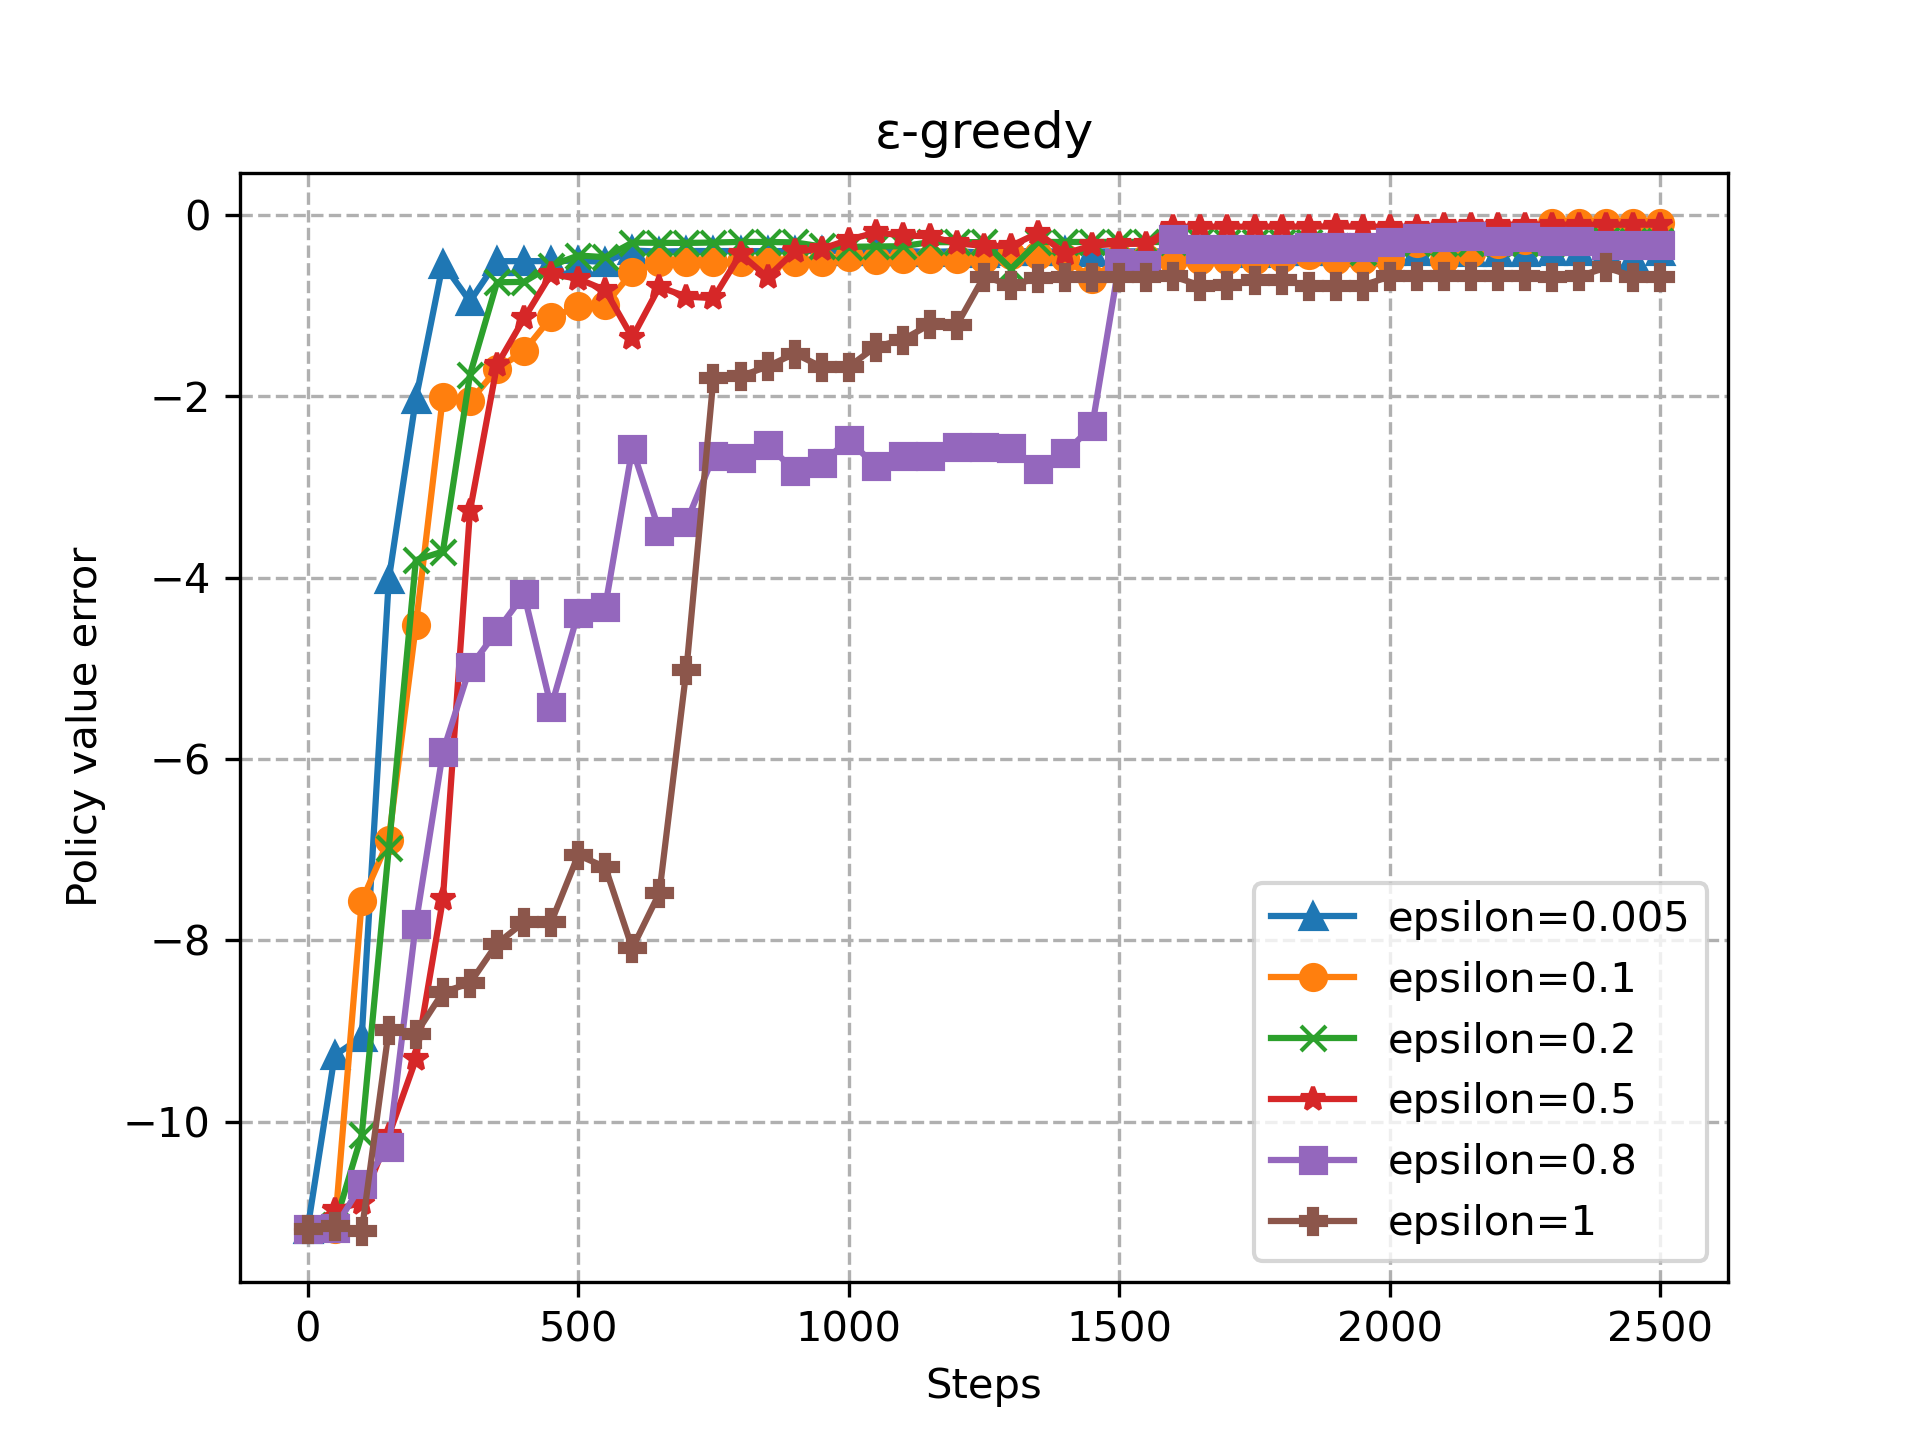 ε-greedy
Policy value error
0
−2
−4
−6
−8
−10
0 500 1000 1500 2000 2500
Steps
epsilon=0.005
epsilon=0.1
epsilon=0.2
epsilon=0.5
epsilon=0.8
epsilon=1